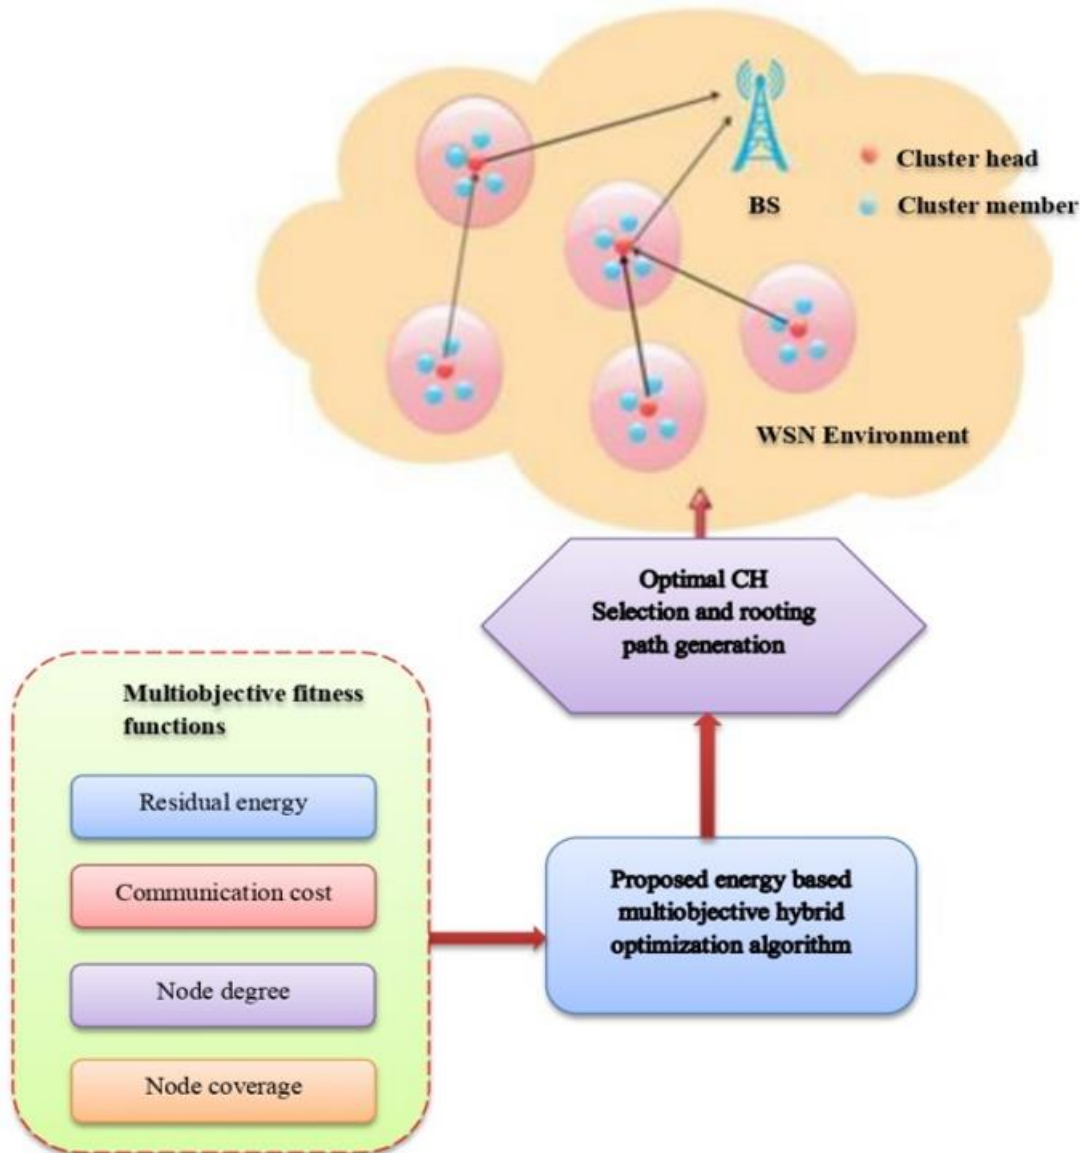 Cluster head
BS
Cluster member
WSN Environment
Optimal CH
Selection and rooting
path generation
Multiobjective fitness
functions
Residual energy
Communication cost
Node degree
Node coverage
Proposed energy based
multiobjective hybrid
optimization algorithm